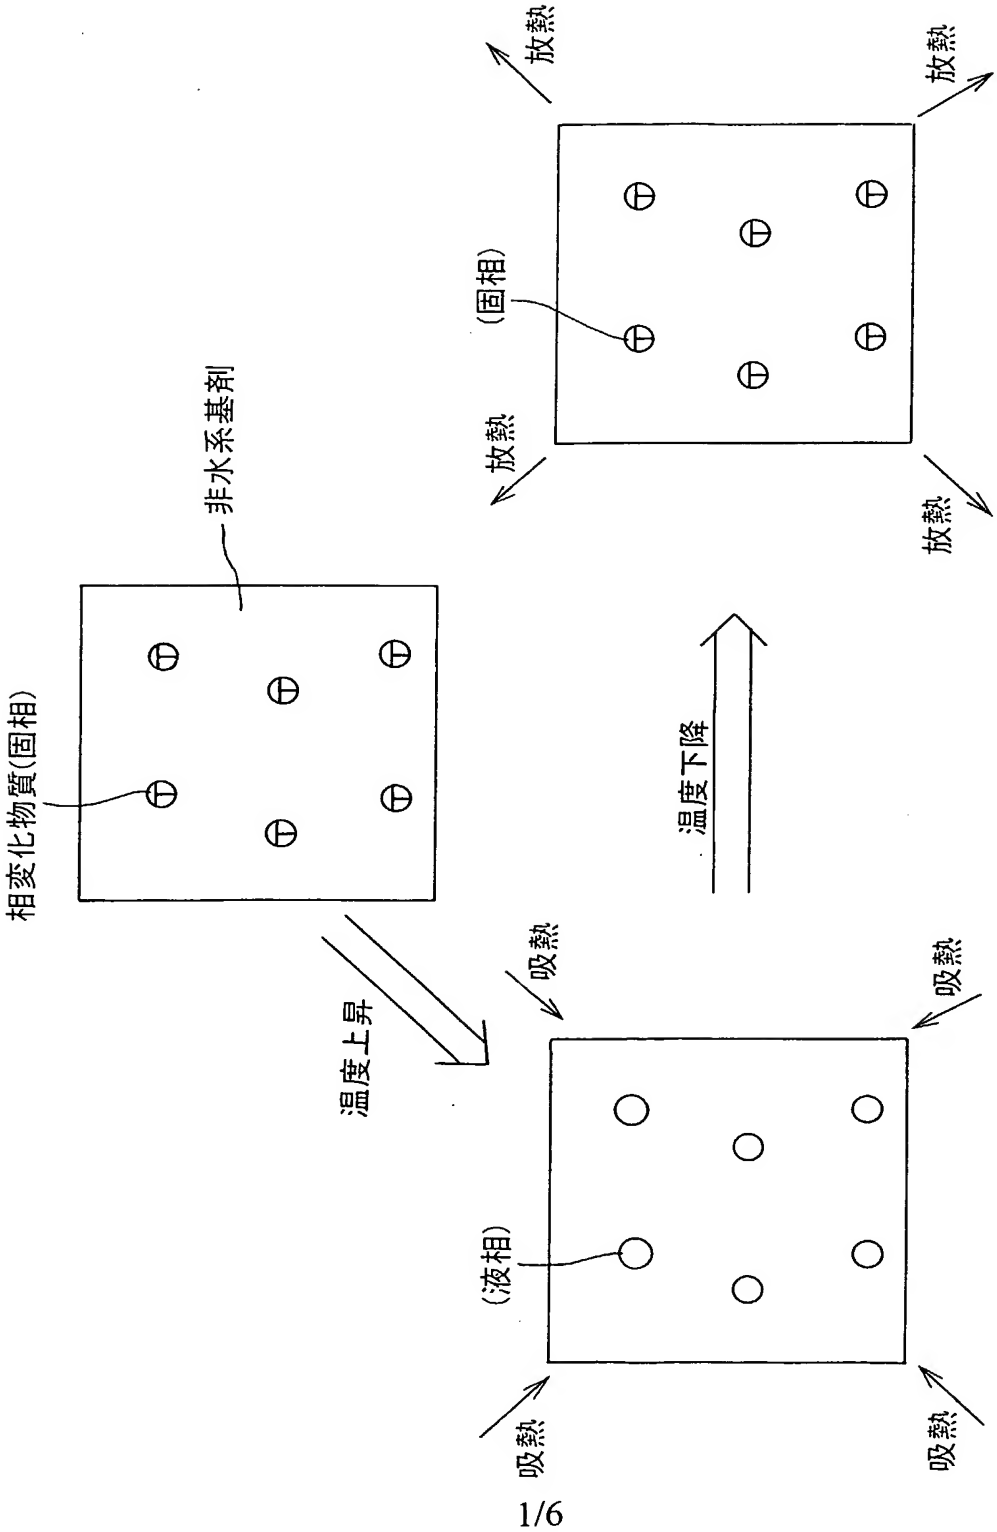 相変化物質(固相)
非水系基剤
温度上昇
吸熱
吸熱
(液相)
吸熱
吸熱
温度下降
放熱
放熱
(固相)
放熱
放熱
1/6